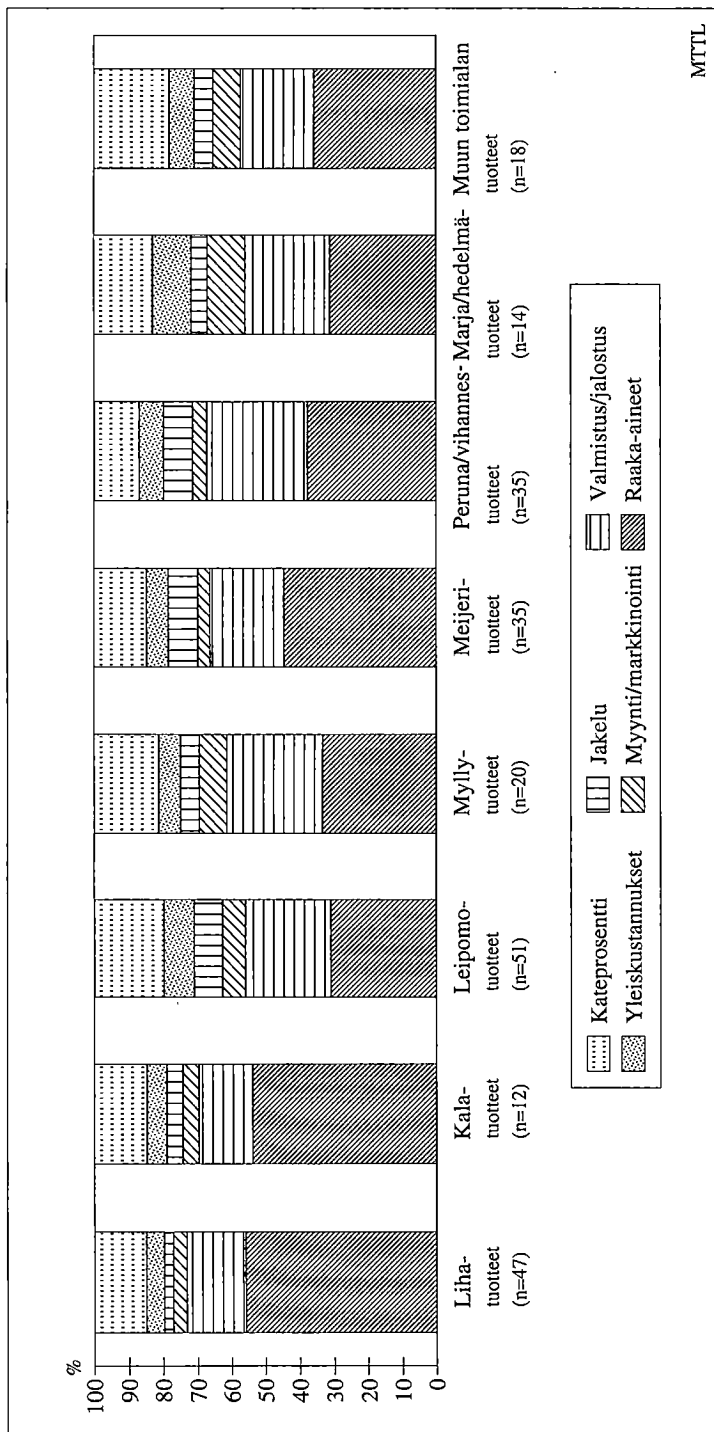 %
100
90
80
70
60
50
40
30
20
10
0
Liha-
tuotteet
(n=47)
Kala-
tuotteet
(n=12)
Leipomo-
tuotteet
(n=51)
Mylly-
tuotteet
(n=20)
Meijeri-
tuotteet
(n=35)
Peruna/vihannes-
tuotteet
(n=35)
Marja/hedelmä-
tuotteet
(n=14)
Muun toimialan
tuotteet
(n=18)
Kateprosentti
Jakelu
Valmistus/jalostus
Yleiskustannukset
Myynti/markkinointi
Raaka-aineet
MTTL